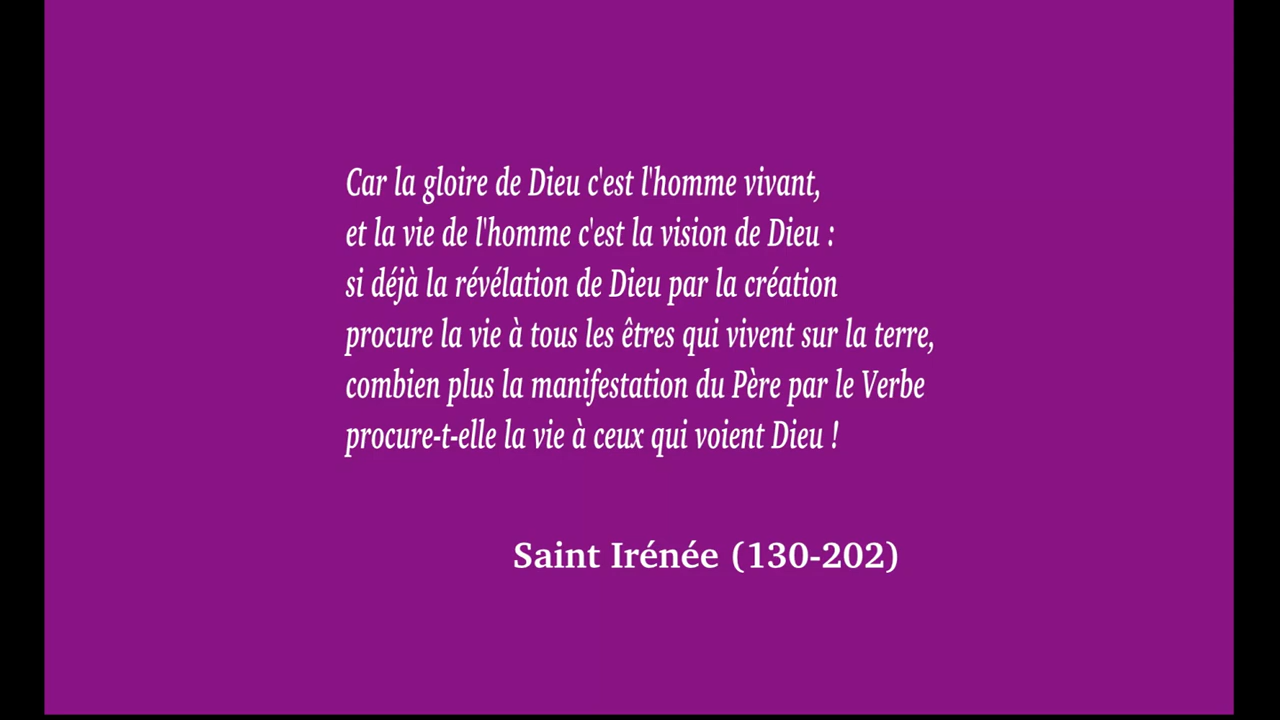 Car la gloire de Dieu c'est l'homme vivant,
et la vie de l'homme c'est la vision de Dieu :
si déjà la révélation de Dieu par la création
procure la vie à tous les êtres qui vivent sur la terre,
combien plus la manifestation du Père par le Verbe
procure-t-elle la vie à ceux qui voient Dieu !
Saint Irénée (130-202)